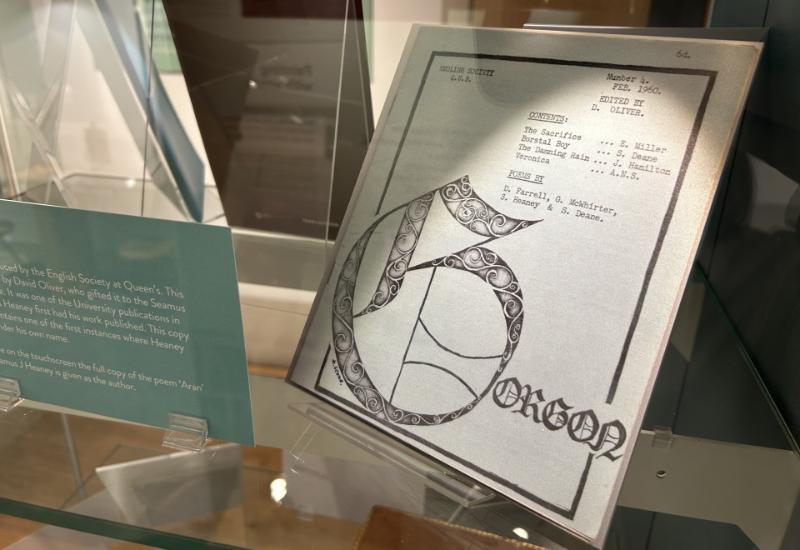 uced by the English Society at Queen's. This
by David Oliver, who gifted it to the Seamus
. It was one of the University publications in
Heaney first had his work published. This copy
ntains one of the first instances where Heaney
nder his own name.
e on the touchscreen the full copy of the poem 'Aran'
amus J Heaney is given as the author.
6d.
ENGLISH SOCIETY
Q.U.B.
Number 4.
FEB. 1960.
EDITED BY
D. OLIVER.
CONTENTS:
The Sacrifice ... E. Miller
Borstal Boy ... S. Deane
The Damning Rain ... J. Hamilton
Veronica ... A.N.S.
POEMS BY
D. Farrell, G. McWhirter,
S. Heaney & S. Deane.
GORGON